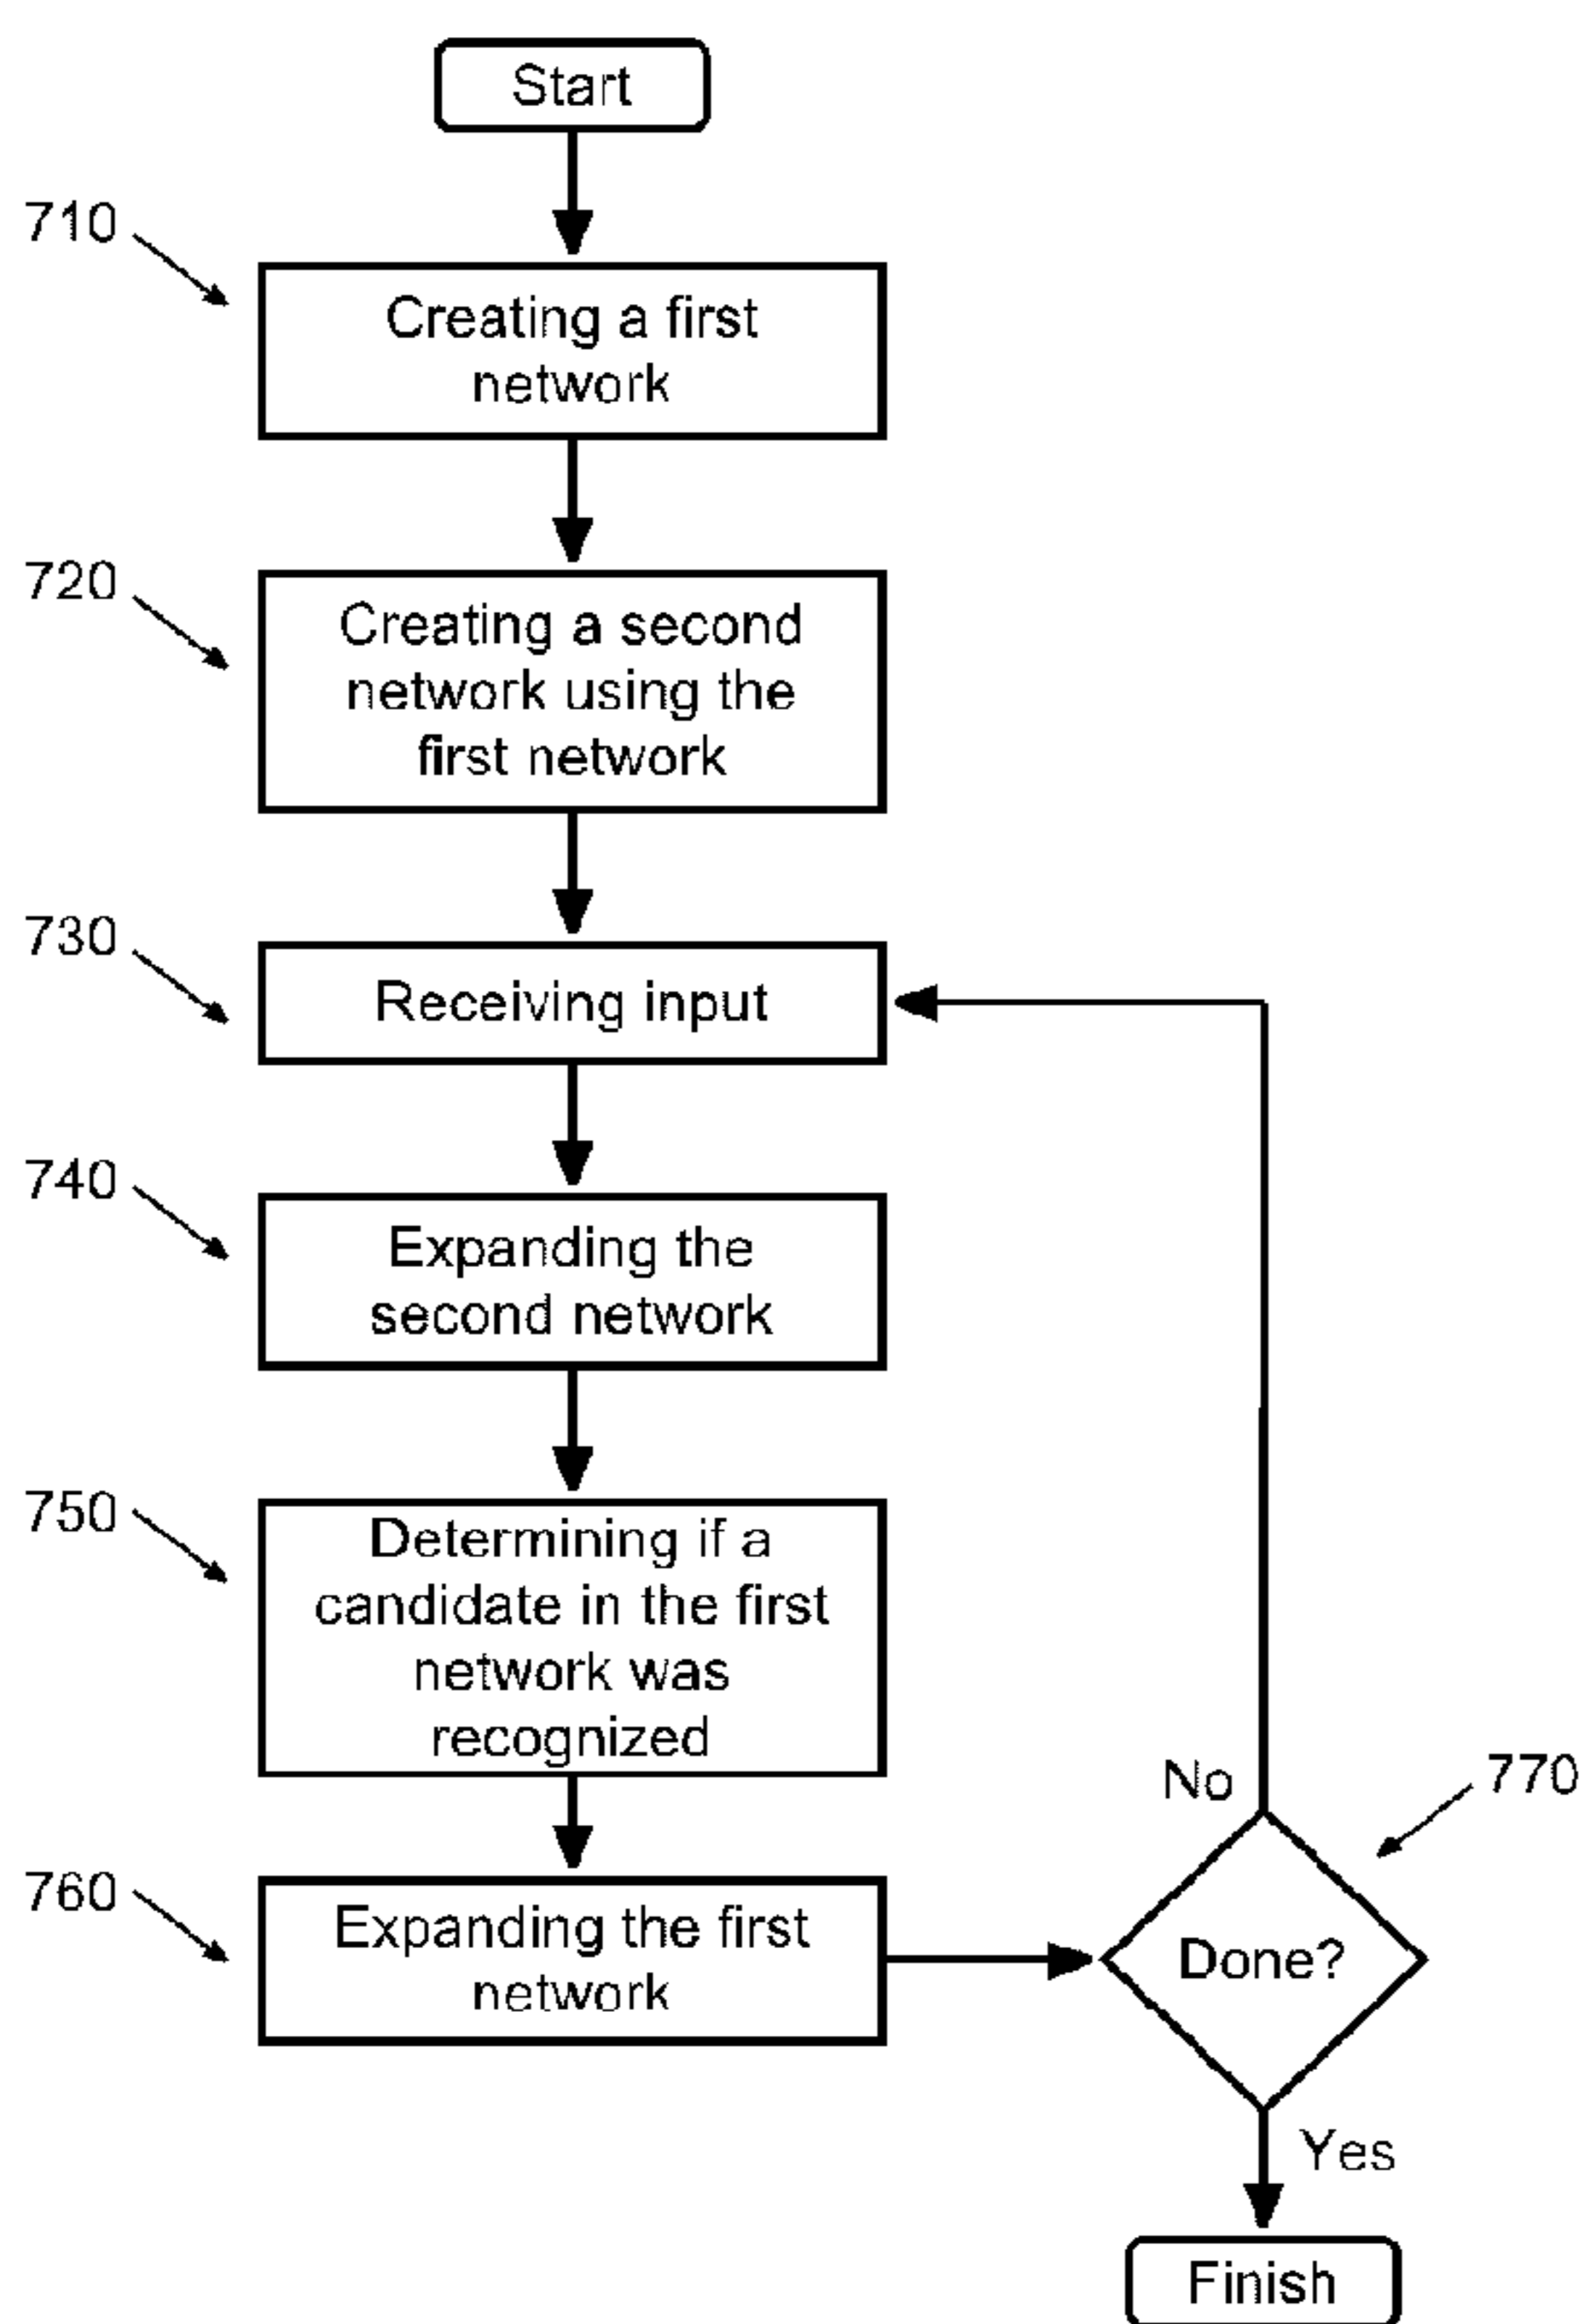 Start
710
Creating a first
network
720
Creating a second
network using the
first network
730
Receiving input
740
Expanding the
second network
750
Determining if a
candidate in the first
network was
recognized
760
Expanding the first
network
No
770
Done?
Yes
Finish